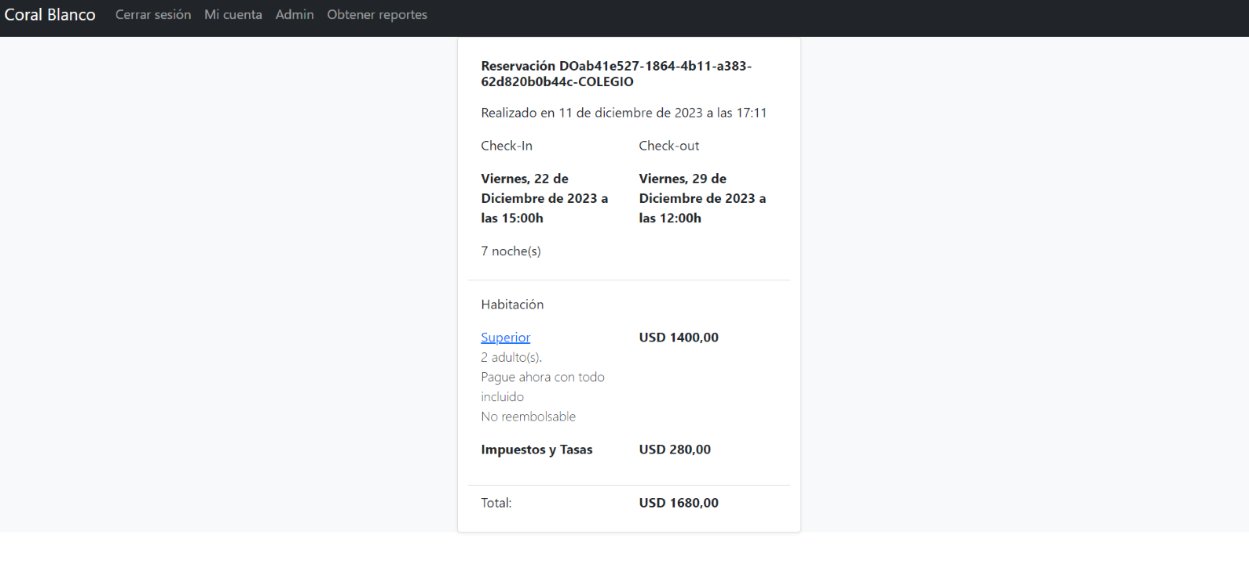 Coral Blanco Cerrar sesión Mi cuenta Admin Obtener reportes
Reservación DOab41e527-1864-4b11-a383-
62d820b0b44c-COLEGIO
Realizado en 11 de diciembre de 2023 a las 17:11
Check-In
Viernes, 22 de
Diciembre de 2023 a
las 15:00h
Check-out
Viernes, 29 de
Diciembre de 2023 a
las 12:00h
7 noche(s)
Habitación
Superior USD 1400,00
2 adulto(s).
Pague ahora con todo
incluido
No reembolsable
Impuestos y Tasas USD 280,00
Total: USD 1680,00